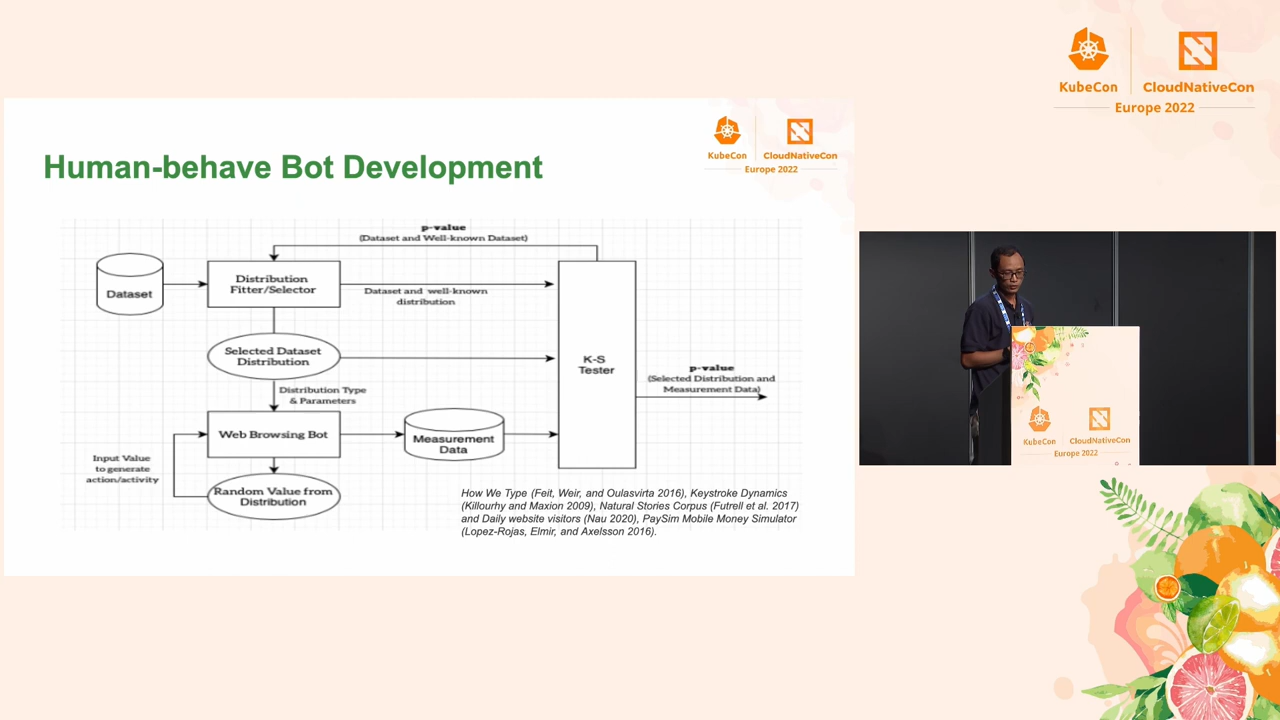 KubeCon
CloudNativeCon
Europe 2022
KubeCon
CloudNativeCon
Europe 2022
Human-behave Bot Development
p-value
(Dataset and Well-known Dataset)
Dataset
Distribution
Fitter/Selector
Dataset and well-known
distribution
Selected Dataset
Distribution
K-S
Tester
p-value
(Selected Distribution and
Measurement Data)
Distribution Type
& Parameters
Web Browsing Bot
Measurement
Data
Input Value
to generate
action/activity
Random Value from
Distribution
How We Type (Feit, Weir, and Oulasvirta 2016), Keystroke Dynamics
(Killourhy and Maxion 2009), Natural Stories Corpus (Futrell et al. 2017)
and Daily website visitors (Nau 2020), PaySim Mobile Money Simulator
(Lopez-Rojas, Elmir, and Axelsson 2016).
KubeCon
CloudNativeCon
Europe 2022